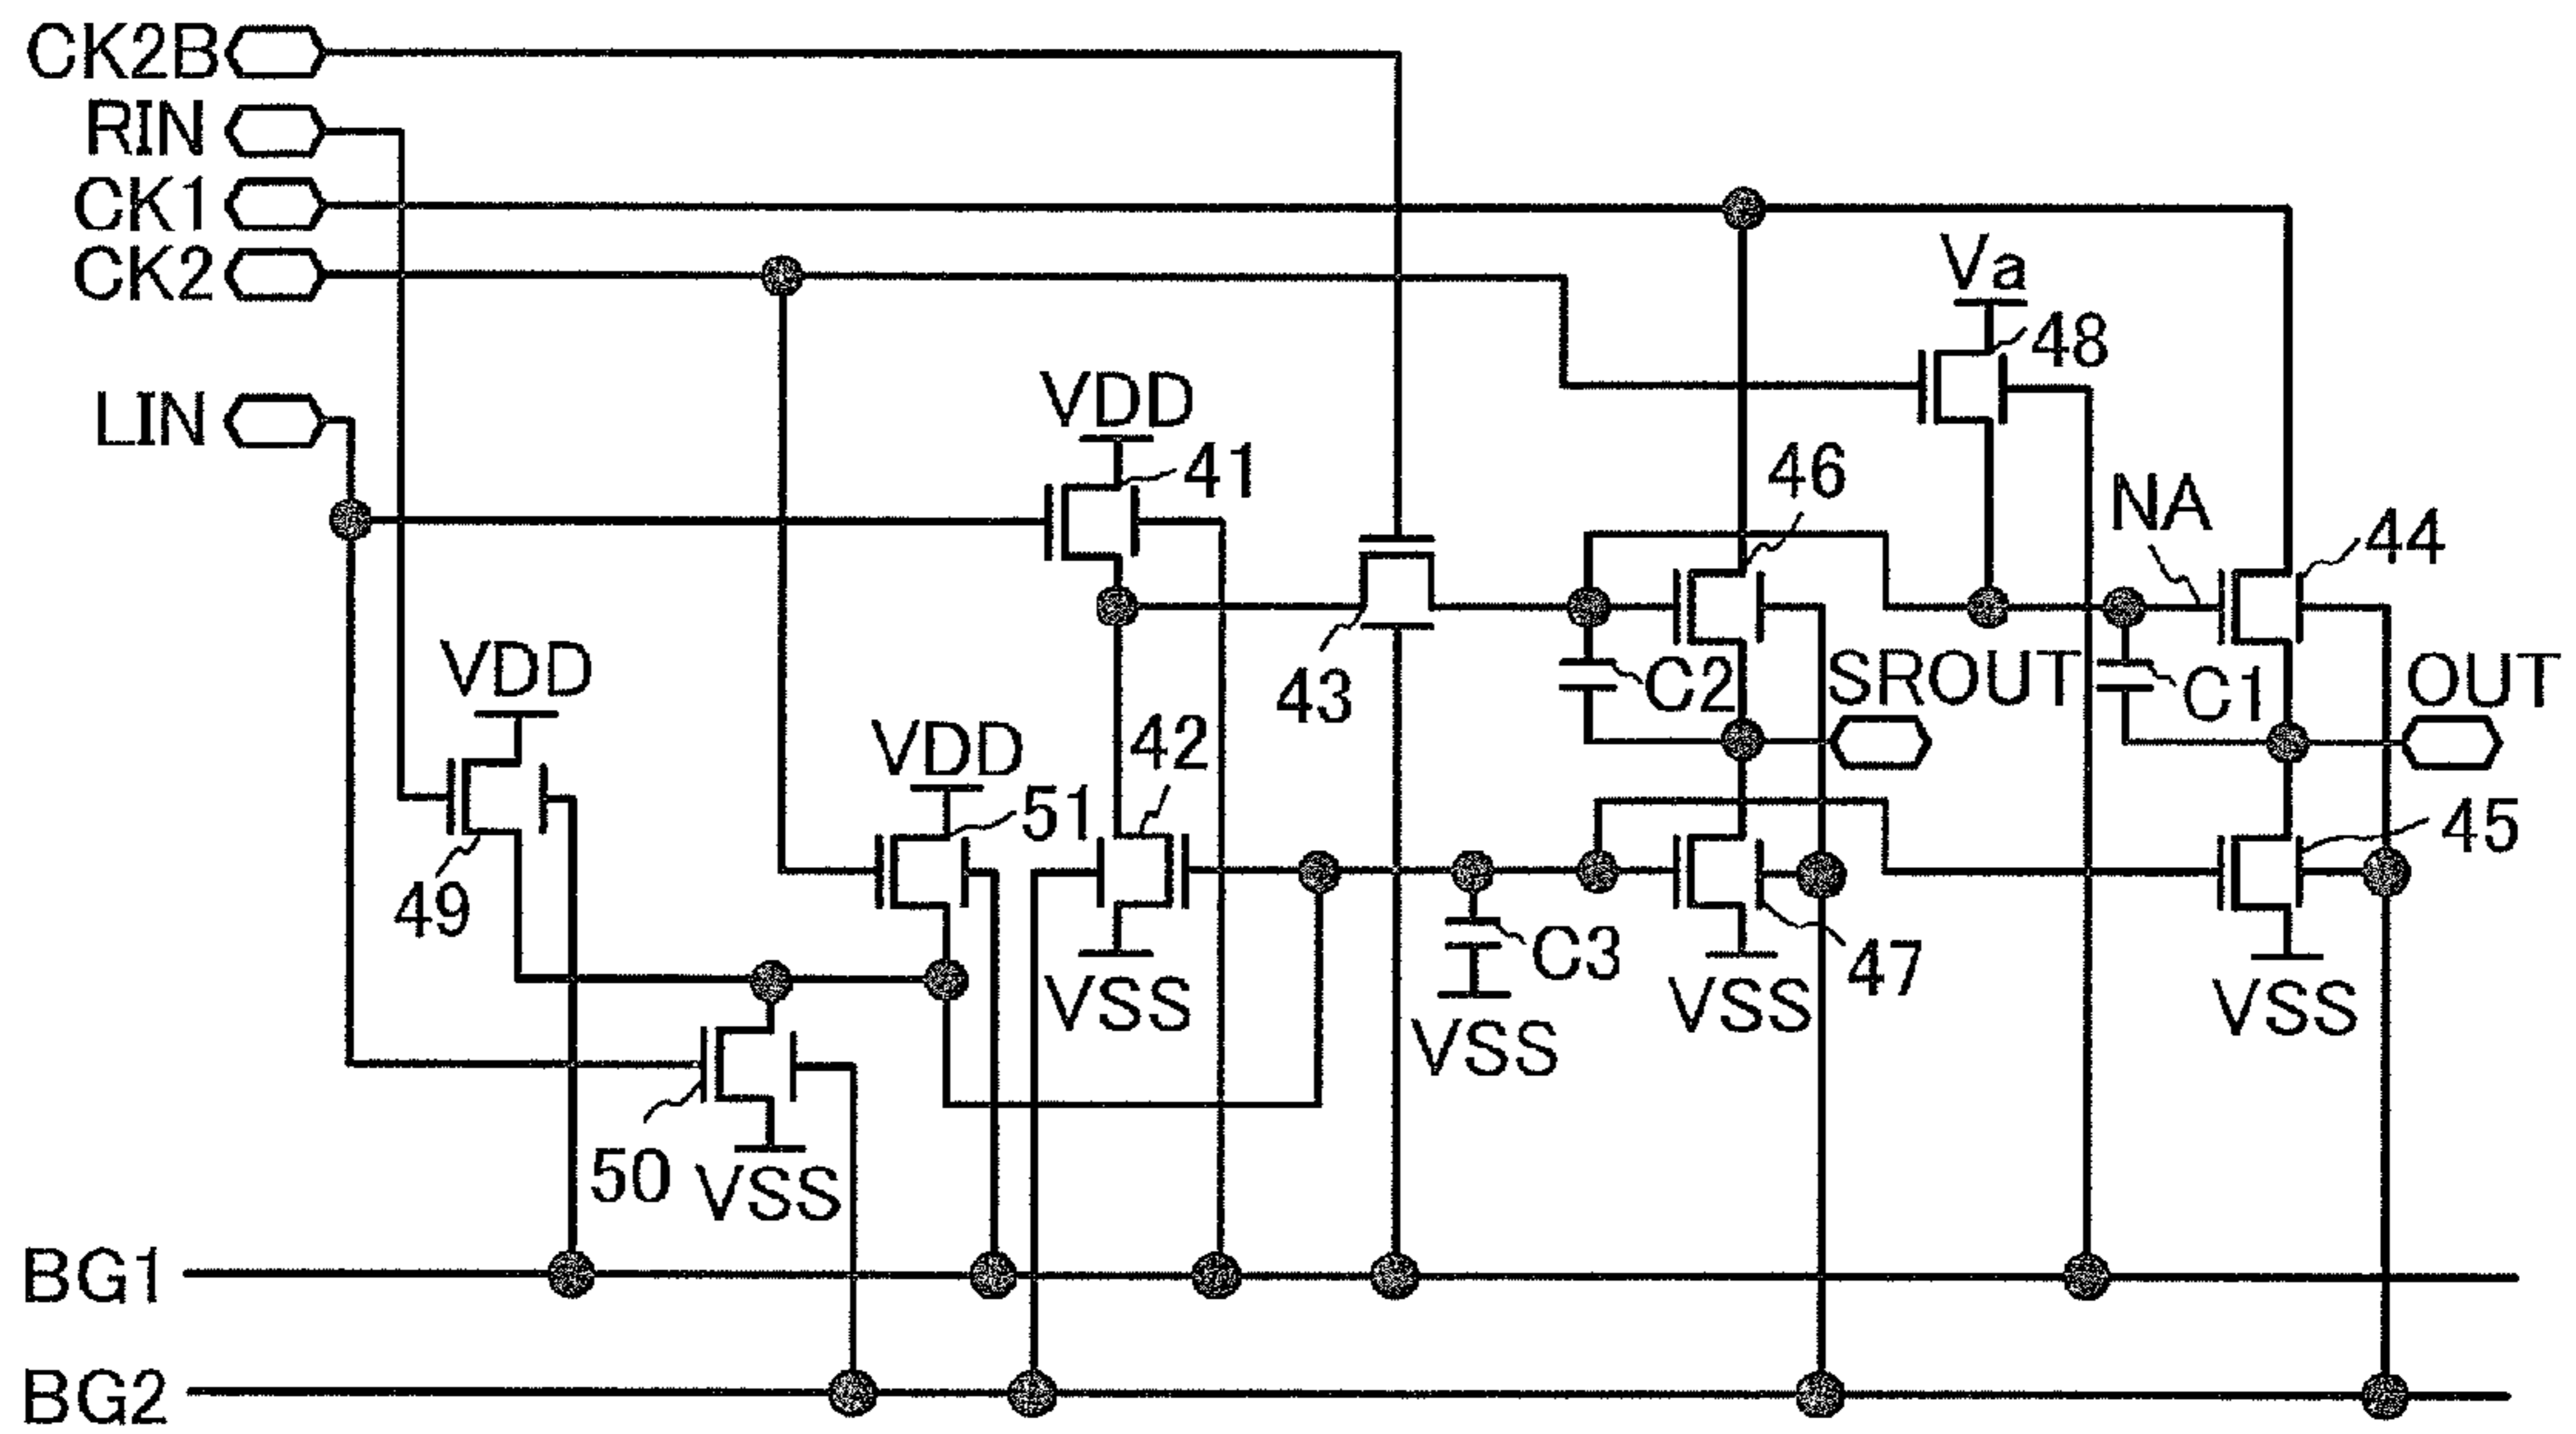 CK2B
RIN
CK1
CK2
Va
48
LIN
VDD
41
46
NA
44
VDD
43
C2
SROUT
C1
OUT
VDD
42
51
45
49
C3
47
VSS
VSS
VSS
VSS
50
VSS
BG1
BG2